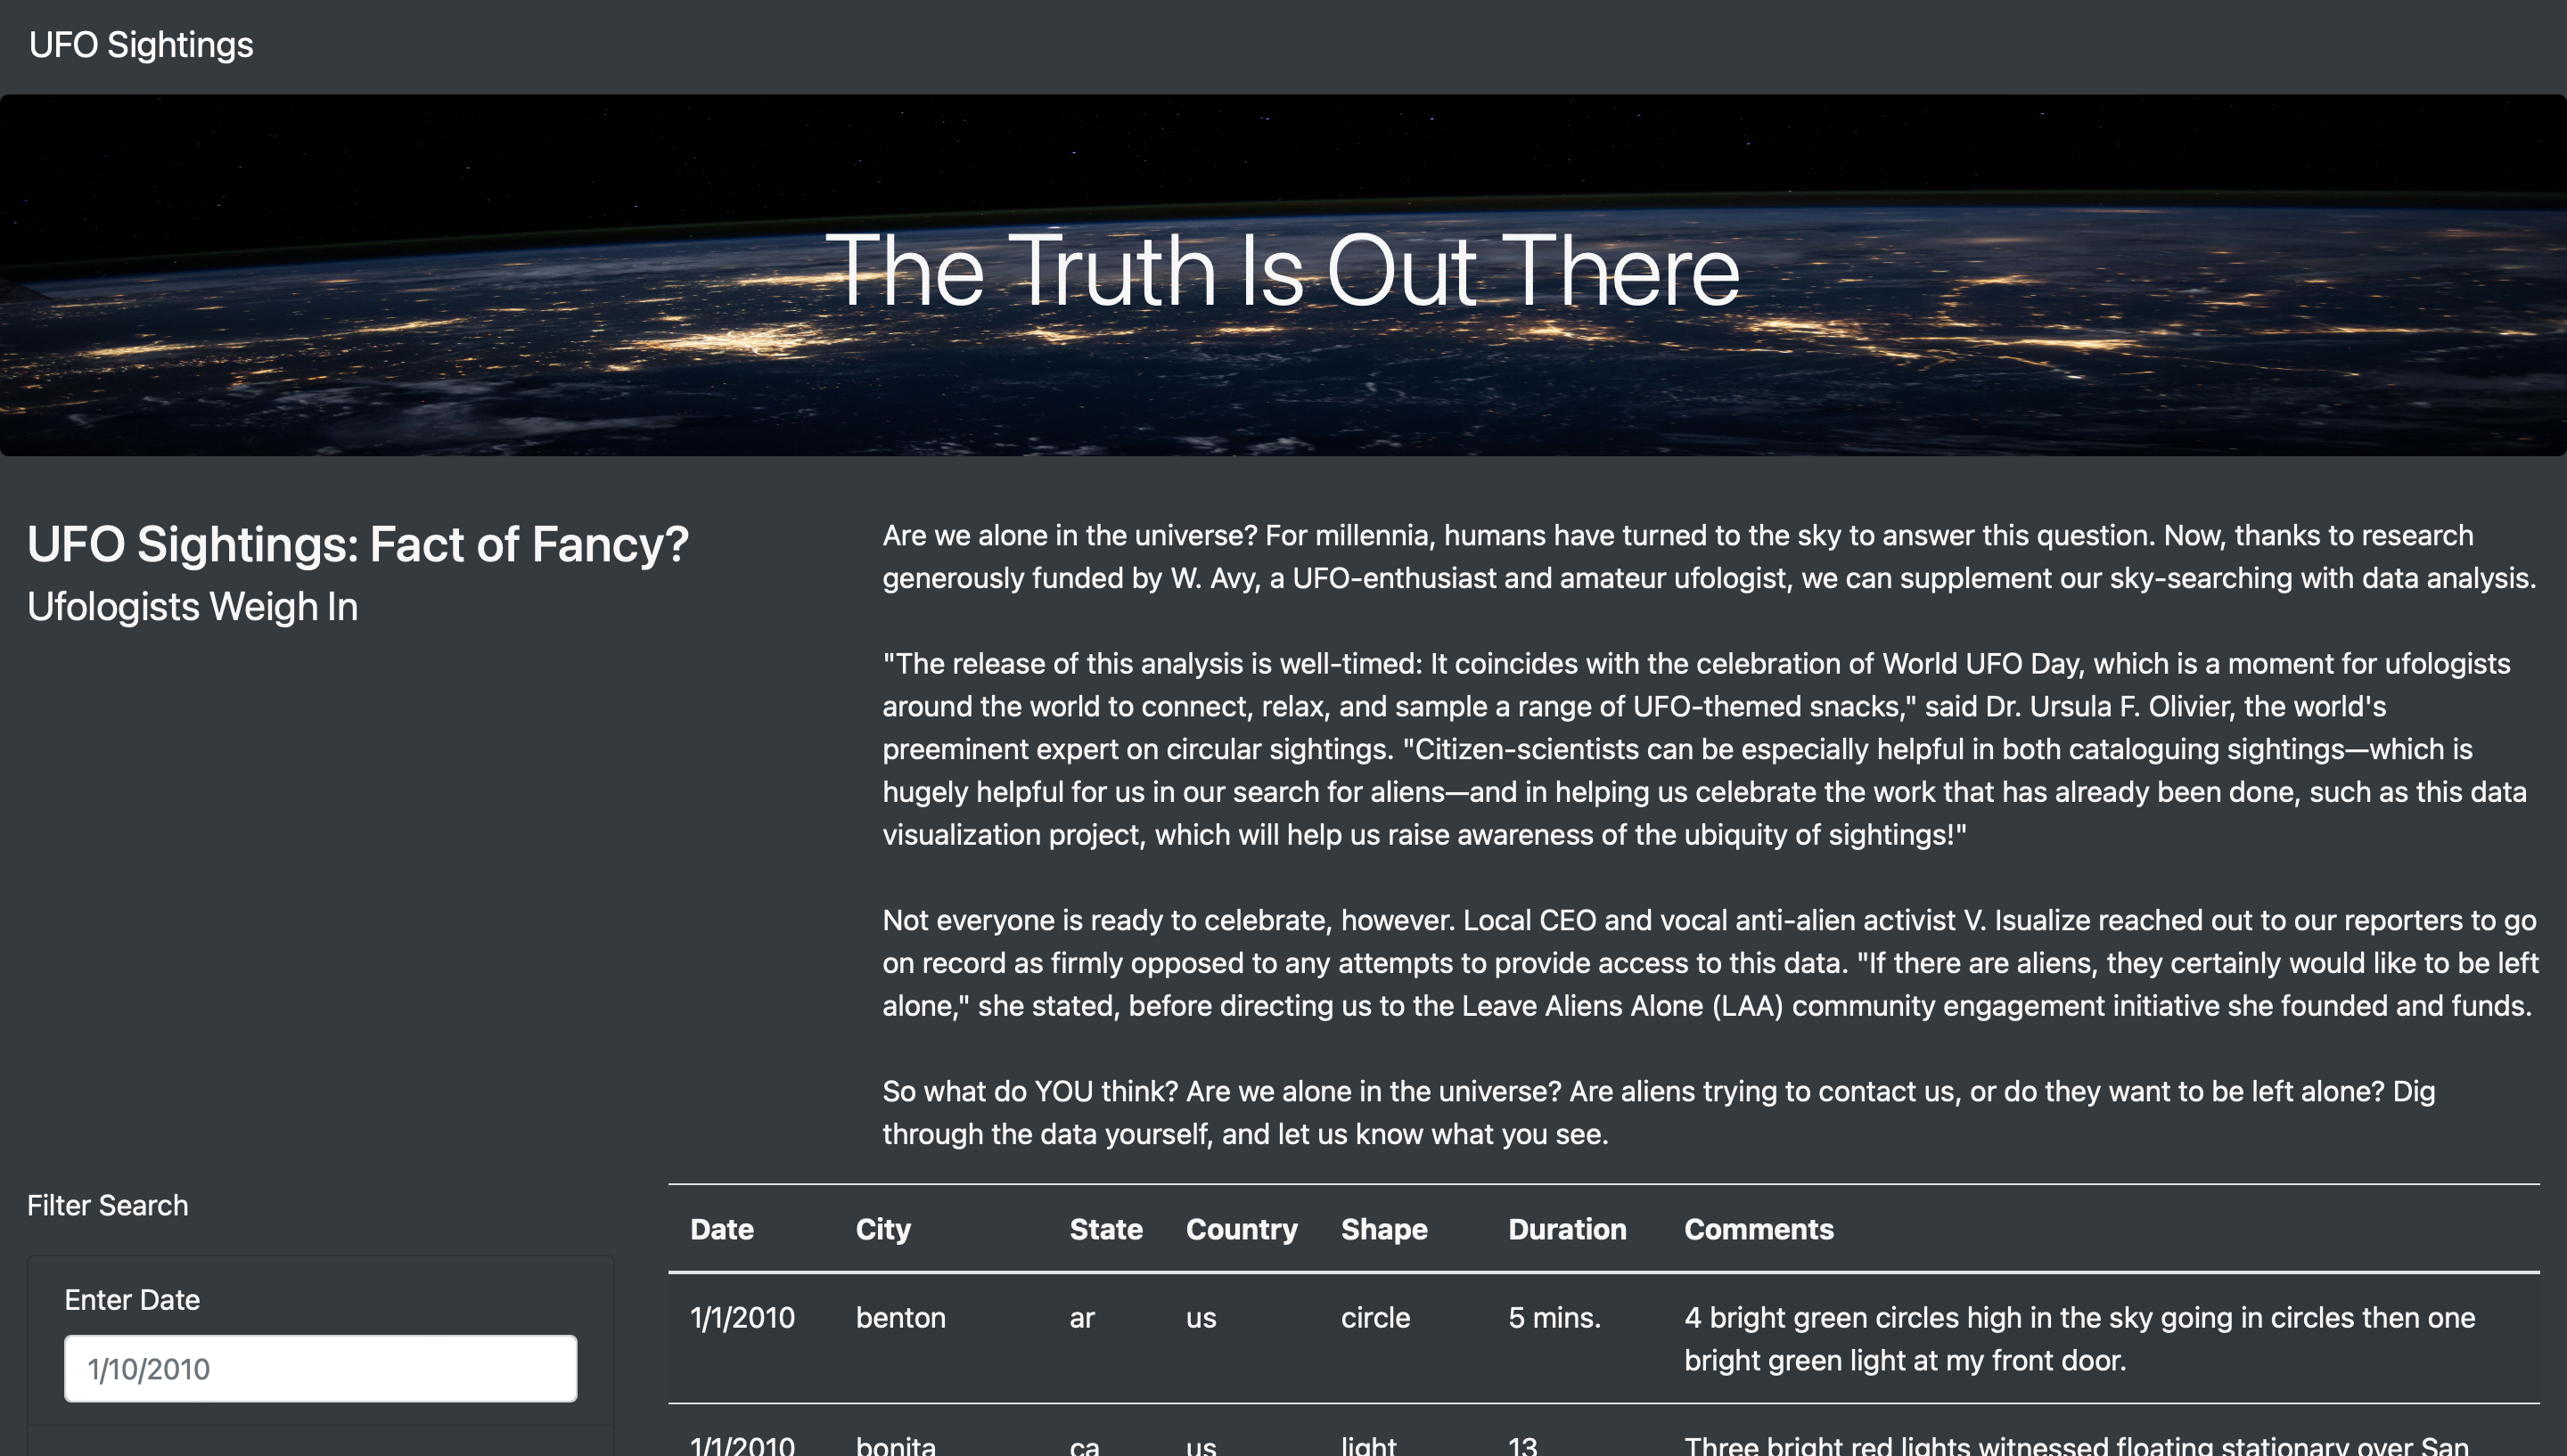 UFO Sightings
The Truth Is Out There
UFO Sightings: Fact of Fancy?
Ufologists Weigh In
Are we alone in the universe? For millennia, humans have turned to the sky to answer this question. Now, thanks to research
generously funded by W. Avy, a UFO-enthusiast and amateur ufologist, we can supplement our sky-searching with data analysis.
"The release of this analysis is well-timed: It coincides with the celebration of World UFO Day, which is a moment for ufologists
around the world to connect, relax, and sample a range of UFO-themed snacks," said Dr. Ursula F. Olivier, the world's
preeminent expert on circular sightings. "Citizen-scientists can be especially helpful in both cataloguing sightings—which is
hugely helpful for us in our search for aliens—and in helping us celebrate the work that has already been done, such as this data
visualization project, which will help us raise awareness of the ubiquity of sightings!"
Not everyone is ready to celebrate, however. Local CEO and vocal anti-alien activist V. Isualize reached out to our reporters to go
on record as firmly opposed to any attempts to provide access to this data. "If there are aliens, they certainly would like to be left
alone," she stated, before directing us to the Leave Aliens Alone (LAA) community engagement initiative she founded and funds.
So what do YOU think? Are we alone in the universe? Are aliens trying to contact us, or do they want to be left alone? Dig
through the data yourself, and let us know what you see.
Filter Search
Enter Date
1/10/2010
Date City State Country Shape Duration Comments
1/1/2010 benton ar us circle 5 mins. 4 bright green circles high in the sky going in circles then one
bright green light at my front door.
1/1/2010 bonita ca us light 13 Three bright red lights witnessed floating stationary over San